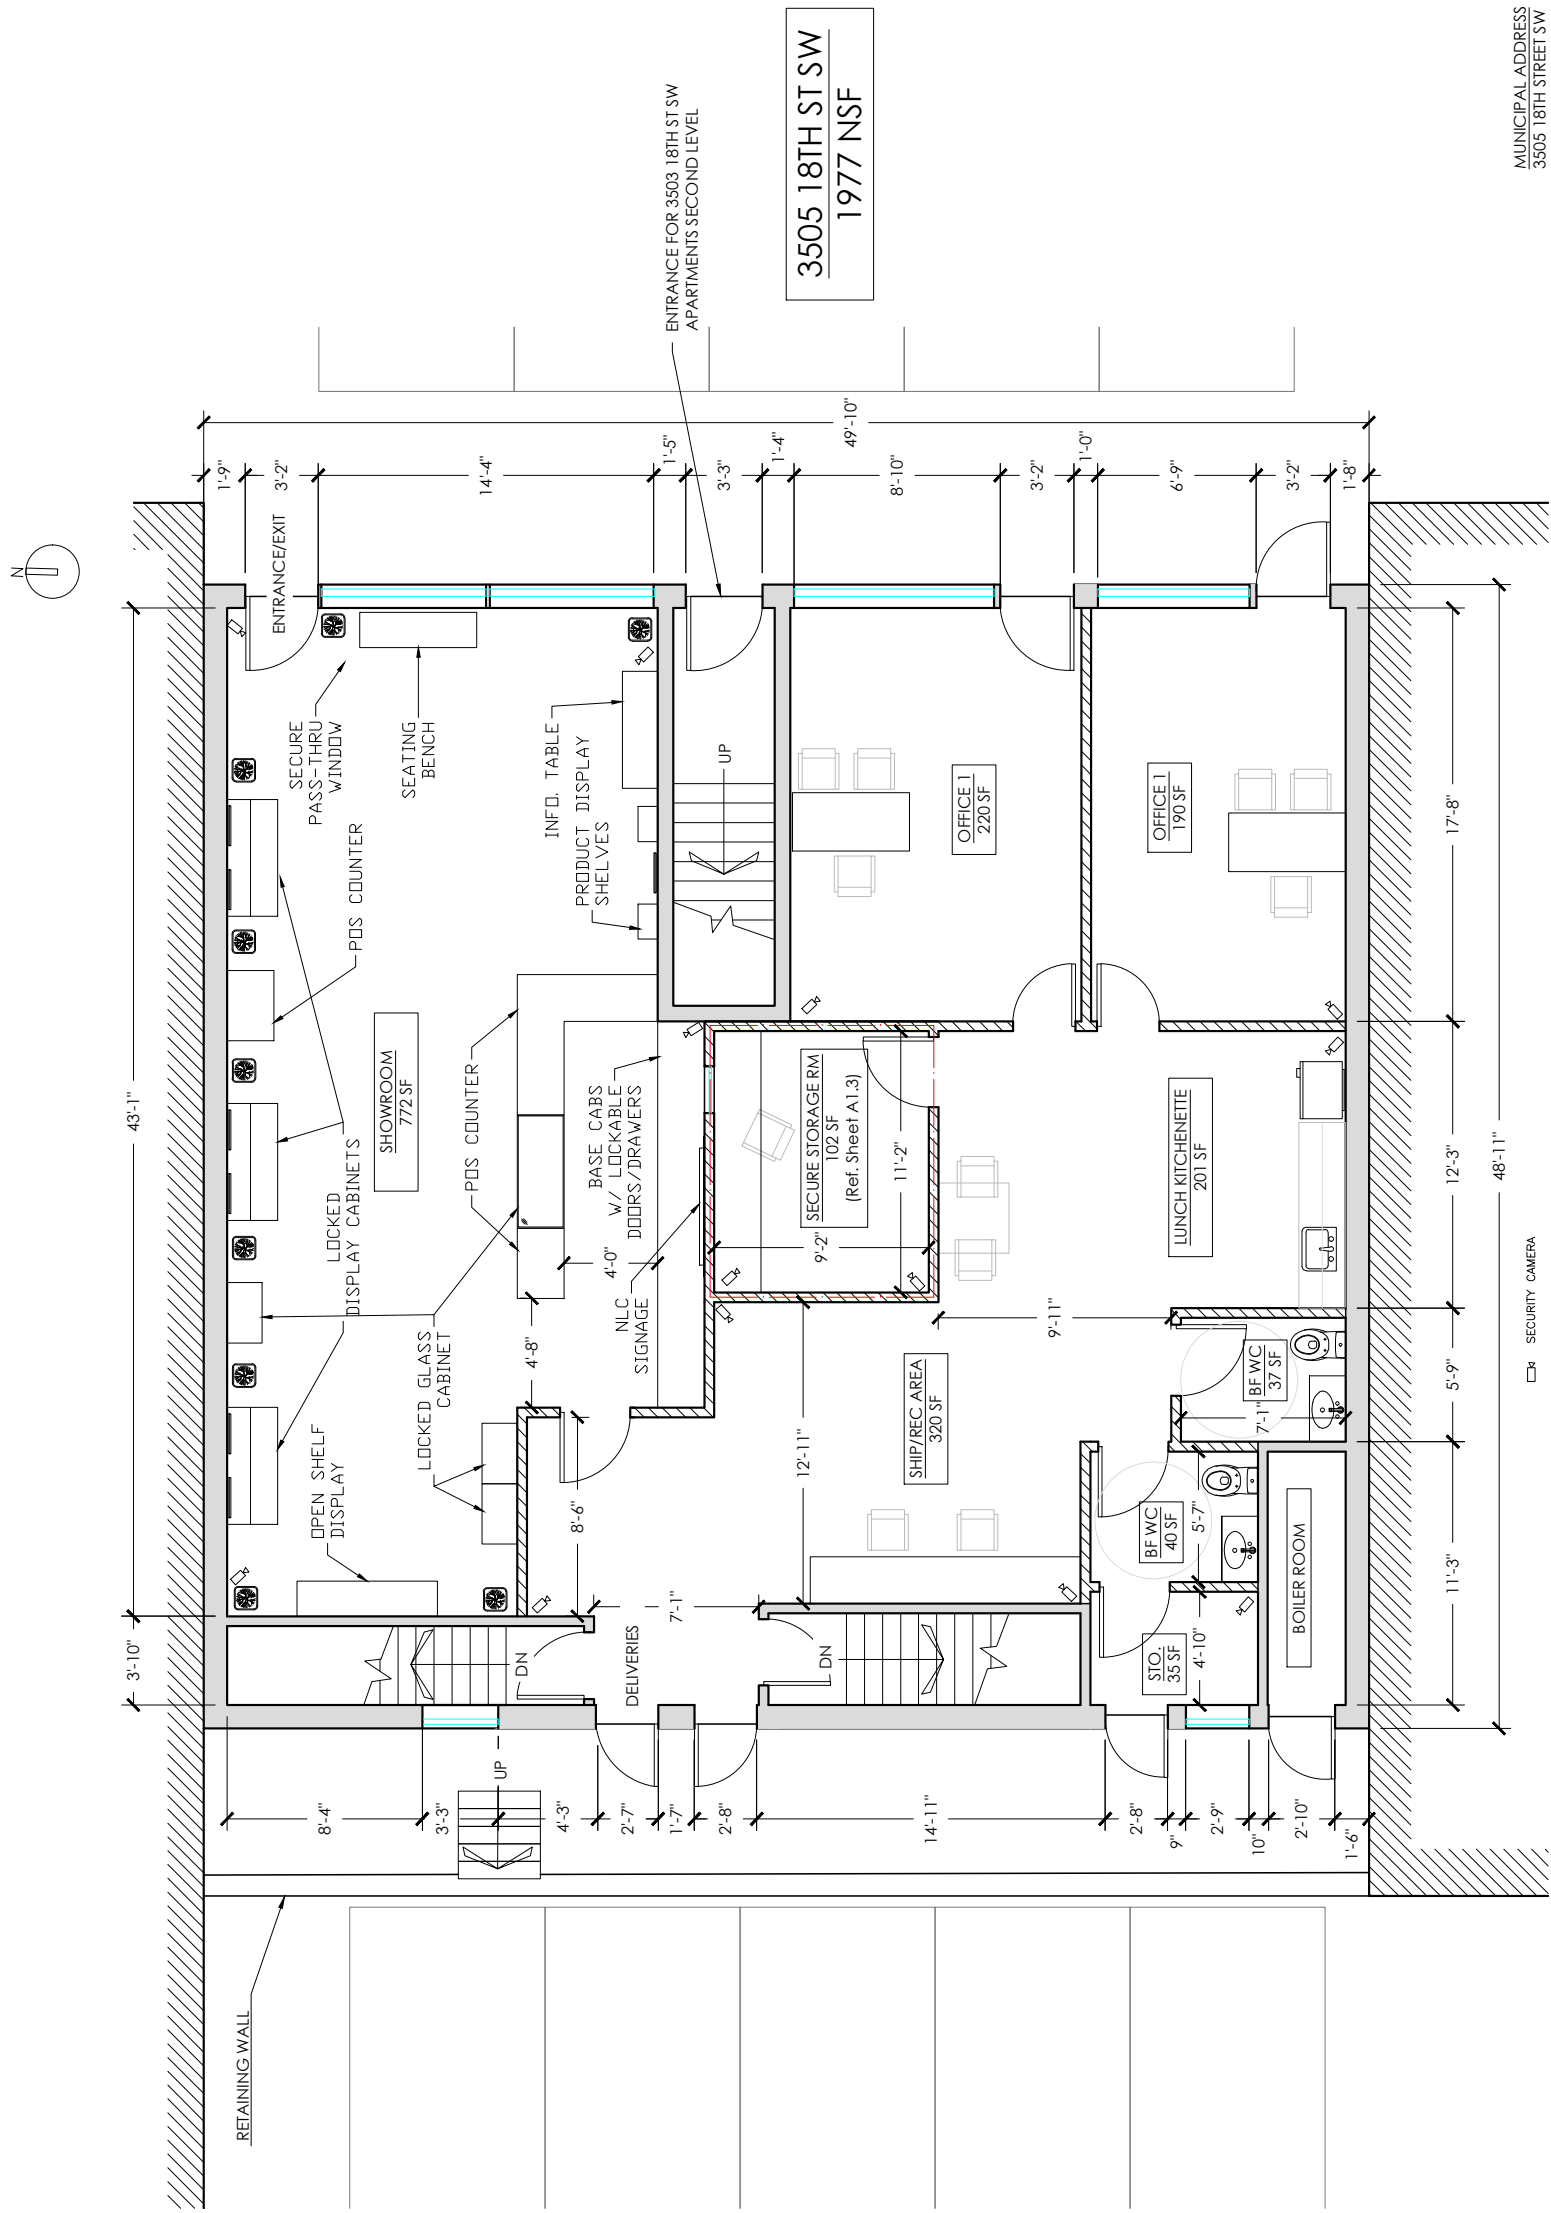 N
43'-1"
3'-10"
ENTRANCE/EXIT
SECURE
PASS-THRU
WINDOW
SEATING
BENCH
POS COUNTER
SHOWROOM
772 SF
LOCKED
DISPLAY CABINETS
OPEN SHELF
DISPLAY
LOCKED GLASS
CABINET
POS COUNTER
INFO. TABLE
PRODUCT DISPLAY
SHELVES
BASE CABS
W/ LOCKABLE
DOORS/DRAWERS
NLC
SIGNAGE
4'-0"
4'-8"
8'-6"
UP
SECURE STORAGE RM
102 SF
(Ref. Sheet A1.3)
11'-2"
9'-2"
OFFICE 1
220 SF
OFFICE 1
190 SF
LUNCH KITCHENETTE
201 SF
SHIP/REC AREA
320 SF
12'-11"
9'-11"
7'-1"
DELIVERIES
DN
DN
BF WC
37 SF
7'-1"
BF WC
40 SF
5'-7"
STO.
35 SF
4'-10"
BOILER ROOM
1'-9"
3'-2"
14'-4"
1'-5"
3'-3"
1'-4"
8'-10"
3'-2"
1'-0"
6'-9"
3'-2"
1'-8"
49'-10"
17'-8"
12'-3"
5'-9"
11'-3"
48'-11"
8'-4"
3'-3"
UP
4'-3"
2'-7"
1'-7"
2'-8"
14'-11"
2'-8"
9"
2'-9"
10"
2'-10"
1'-6"
RETAINING WALL
ENTRANCE FOR 3503 18TH ST SW
APARTMENTS SECOND LEVEL
3505 18TH ST SW
1977 NSF
SECURITY CAMERA
MUNICIPAL ADDRESS
3505 18TH STREET SW